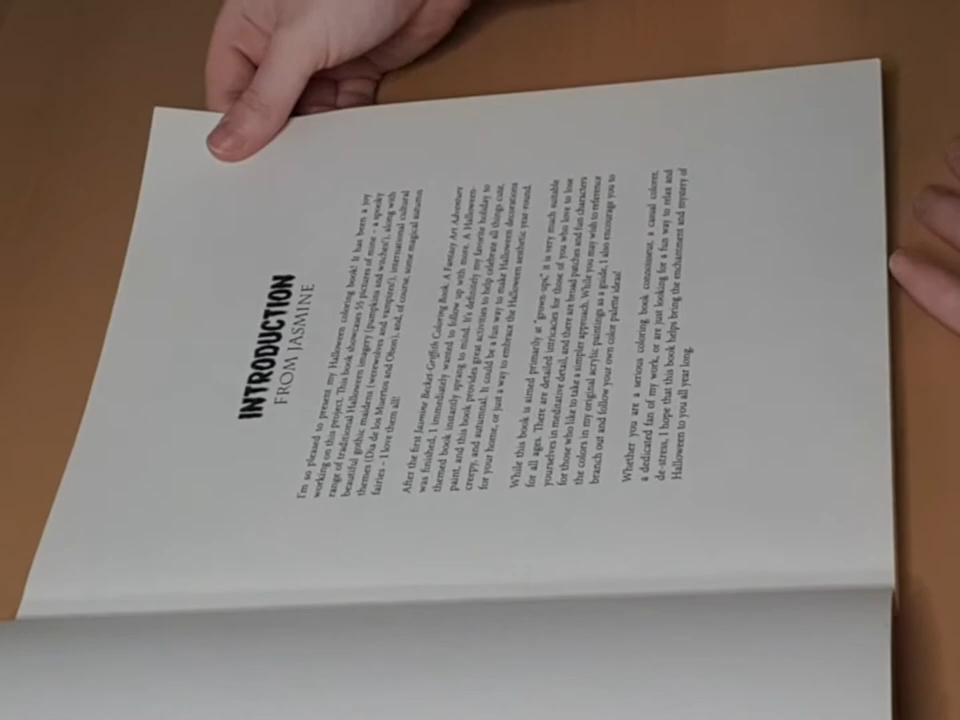 INTRODUCTION
FROM JASMINE
I'm so pleased to present my Halloween coloring book! It has been a joy
working on this project. This book showcases 55 pictures of mine – a spooky
range of traditional Halloween imagery (pumpkins and witches!), along with
beautiful gothic maidens (werewolves and vampires!), international cultural
themes (Dia de los Muertos and Obon), and, of course, some magical autumn
fairies – I love them all!
After the first Jasmine Becket-Griffith Coloring Book, A Fantasy Art Adventure
was finished, I immediately wanted to follow up with more. A Halloween-
themed book instantly sprang to mind. It's definitely my favorite holiday to
paint, and this book provides great activities to help celebrate all things cute,
creepy, and autumnal. It could be a fun way to make Halloween decorations
for your home, or just a way to embrace the Halloween aesthetic year-round.
While this book is aimed primarily at "grown-ups" it is very much suitable
for all ages. There are detailed intricacies for those of you who love to lose
yourselves in meditative detail, and there are broad patches and fun characters
for those who like to take a simpler approach. While you may wish to reference
the colors in my original acrylic paintings as a guide, I also encourage you to
branch out and follow your own color palette ideas!
Whether you are a serious coloring book connoisseur, a casual colorer,
a dedicated fan of my work, or are just looking for a fun way to relax and
de-stress, I hope that this book helps bring the enchantment and mystery of
Halloween to you all year long.